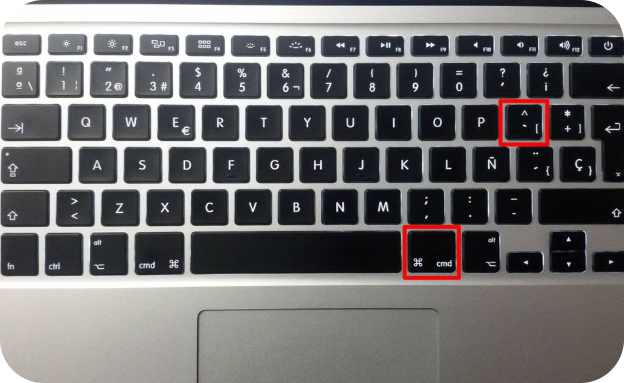 esc F1 F2 F3 F4 F5 F6 F7 F8 F9 F10 F11 F12
º ª \ ! 1 | " 2 @ · 3 # $ 4 % 5 & 6 ¬ / 7 ( 8 ) 9 = 0 ? ' ¿ ¡
Q W E € R T Y U I O P ^ ` [ * + ]
A S D F G H J K L Ñ ¨ ´ { Ç }
> < Z X C V B N M ; , : . _ -
fn ctrl alt cmd ⌘ ⌘ cmd alt